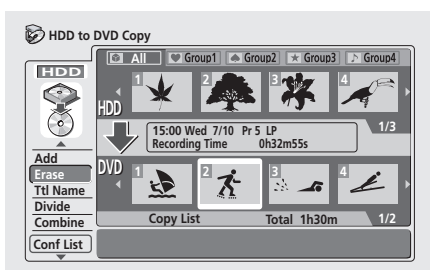 HDD to DVD Copy
All Group1 Group2 Group3 Group4
HDD
HDD
1 2 3 4
15:00 Wed 7/10 Pr 5 LP
Recording Time 0h32m55s
1/3
Add
Erase
Ttl Name
Divide
Combine
Conf List
DVD
1 2 3 4
Copy List Total 1h30m 1/2